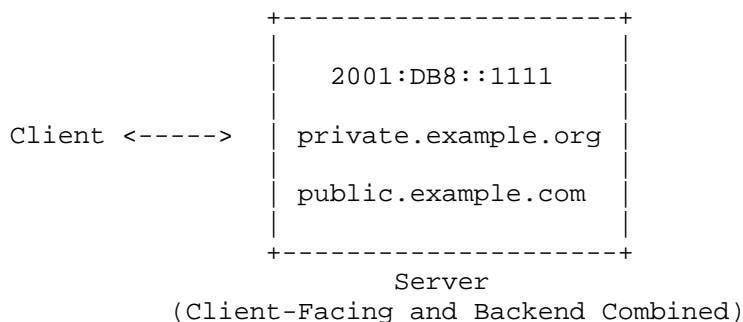 2001:DB8::1111
Client <-----> private.example.org
public.example.com
Server
(Client-Facing and Backend Combined)